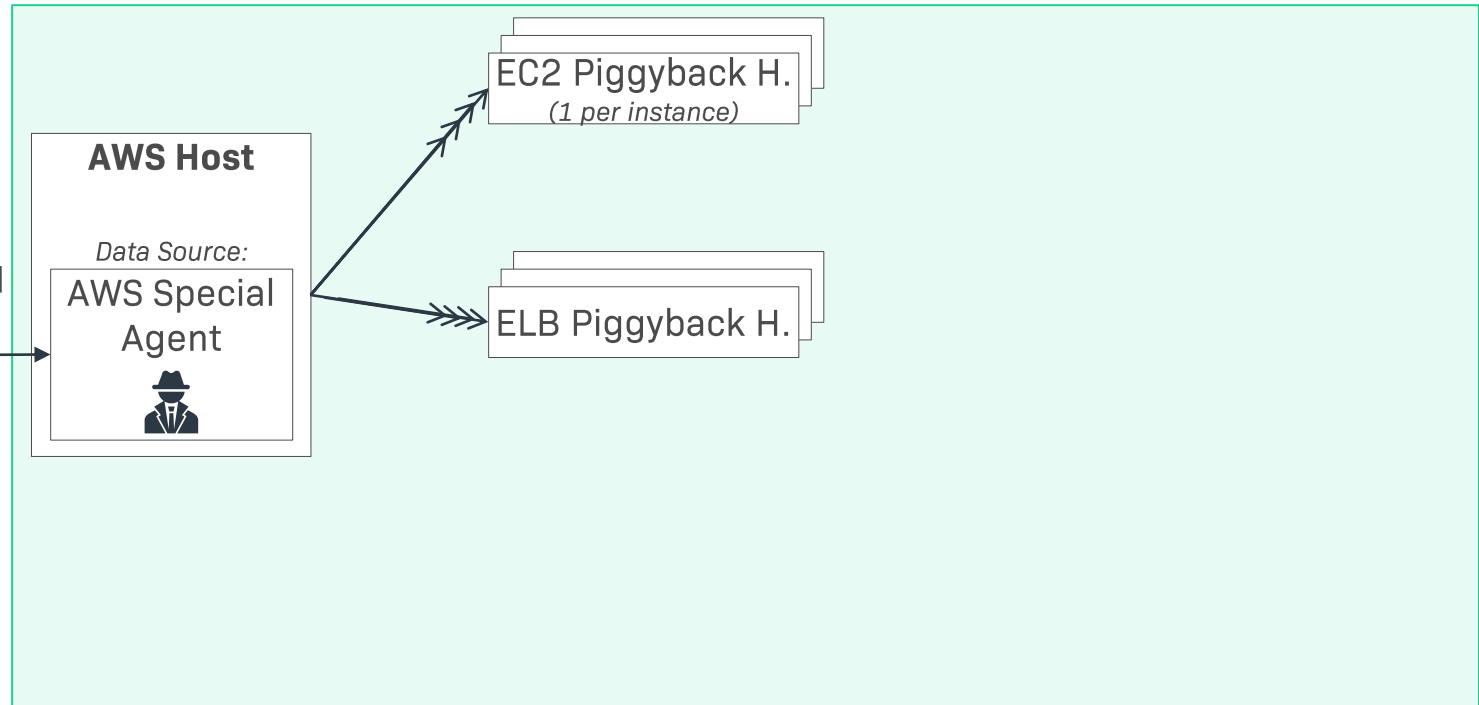 EC2 Piggyback H.
(1 per instance)
AWS Host
Data Source:
AWS Special
Agent
ELB Piggyback H.